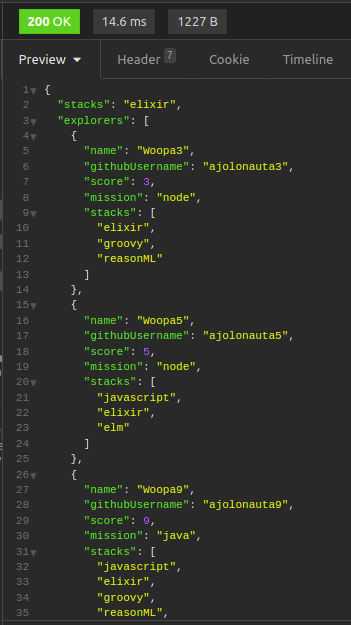 200 OK 14.6 ms 1227 B
Preview Header 7 Cookie Timeline
1 {
2 "stacks": "elixir",
3 "explorers": [
4 {
5 "name": "Woopa3",
6 "githubUsername": "ajolonauta3",
7 "score": 3,
8 "mission": "node",
9 "stacks": [
10 "elixir",
11 "groovy",
12 "reasonML"
13 ]
14 },
15 {
16 "name": "Woopa5",
17 "githubUsername": "ajolonauta5",
18 "score": 5,
19 "mission": "node",
20 "stacks": [
21 "javascript",
22 "elixir",
23 "elm"
24 ]
25 },
26 {
27 "name": "Woopa9",
28 "githubUsername": "ajolonauta9",
29 "score": 9,
30 "mission": "java",
31 "stacks": [
32 "javascript",
33 "elixir",
34 "groovy",
35 "reasonML",